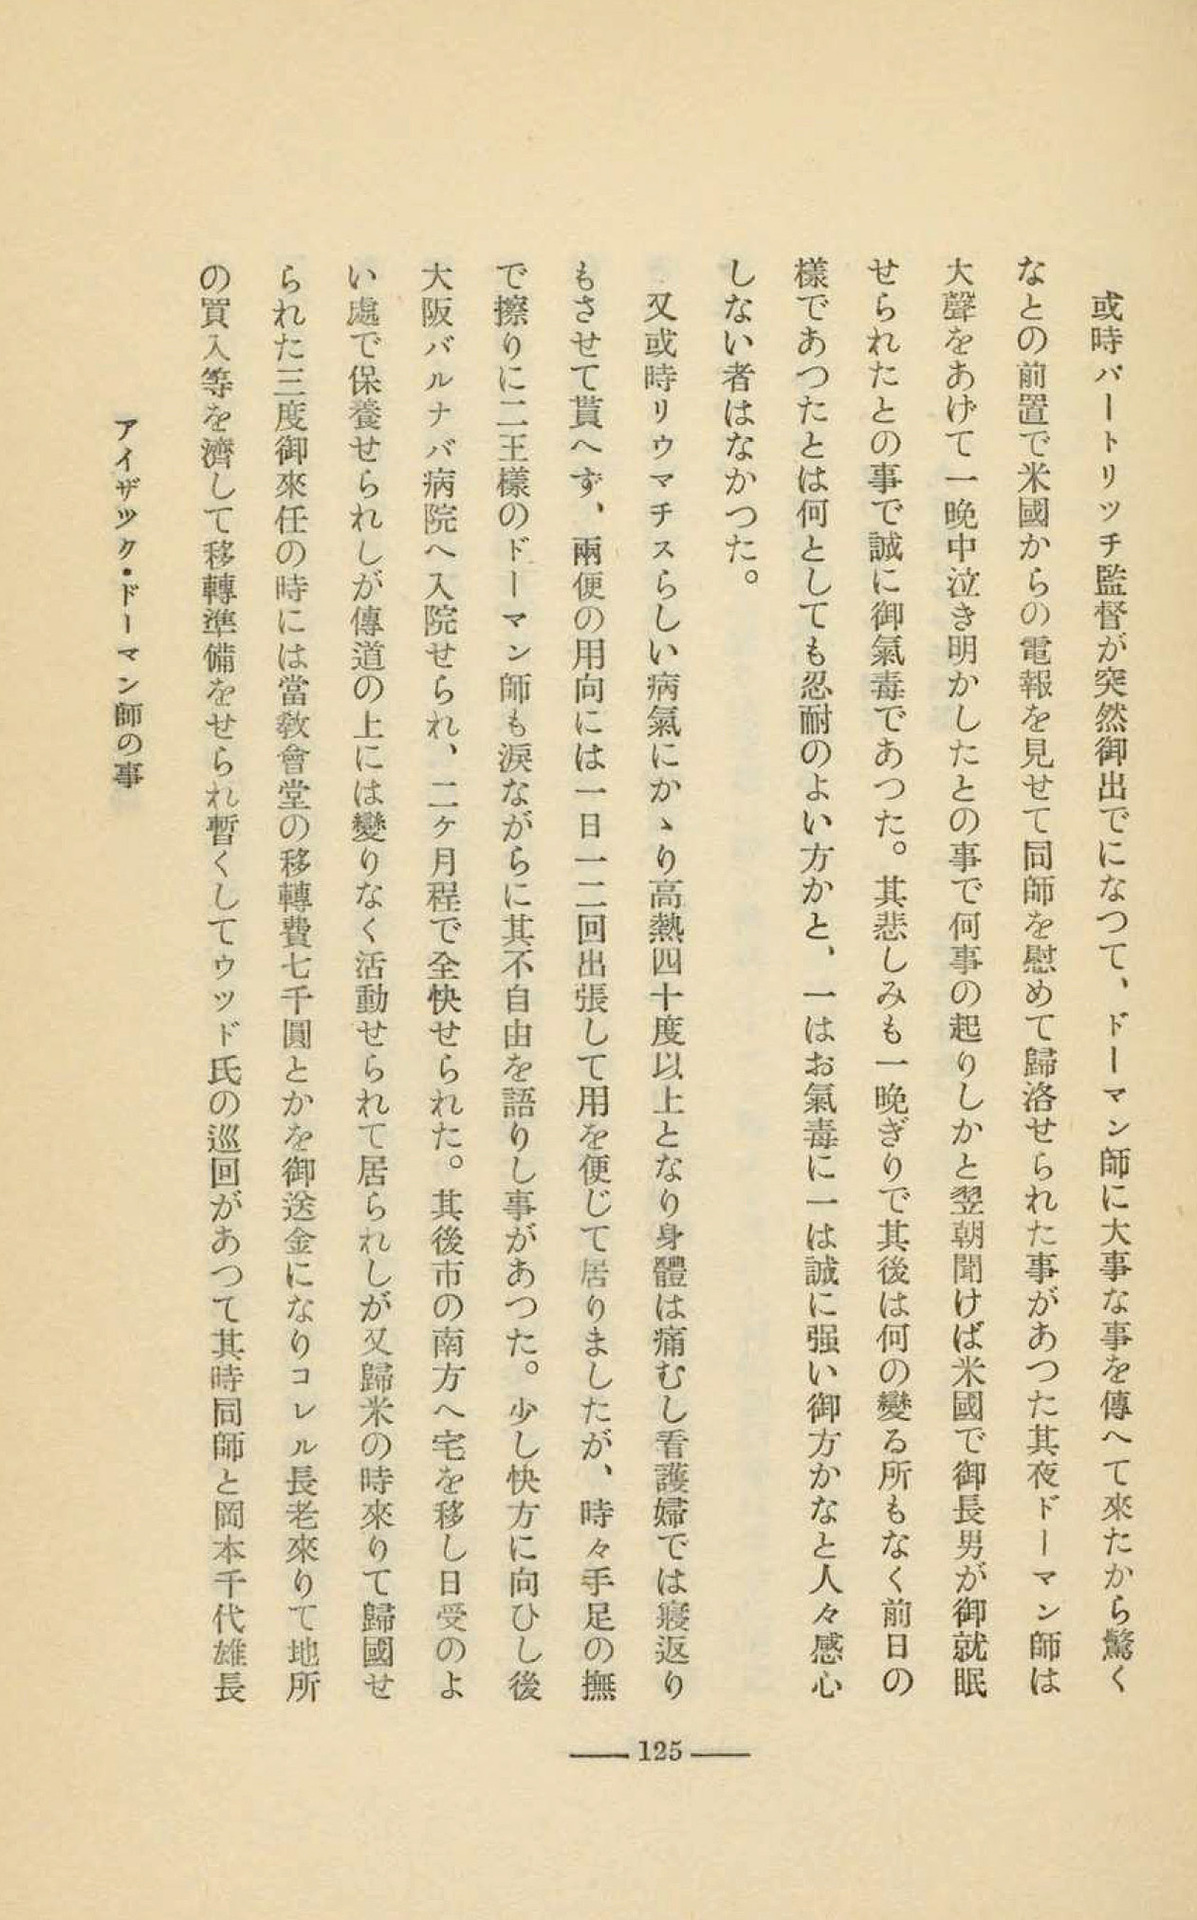 或時パートリッチ監督が突然御出でになつて、ドーマン師に大事な事を傳へて來たから驚く
なとの前置で米國からの電報を見せて同師を慰めて歸洛せられた事があつた其夜ドーマン師は
大聲をあげて一晩中泣き明かしたとの事で何事の起りしかと翌朝聞けば米國で御長男が御就眠
せられたとの事で誠に御氣毒であつた。其悲しみも一晩ぎりで其後は何の變る所もなく前日の
樣であつたとは何としても忍耐のよい方かと、一はお氣毒に一は誠に强い御方かなと人々感心
しない者はなかつた。
又或時リウマチスらしい病氣にかゝり高熱四十度以上となり身體は痛むし看護婦では寢返り
もさせて貰へず、兩便の用向には一日一二回出張して用を便じて居りましたが、時々手足の撫
で擦りに二王樣のドーマン師も淚ながらに其不自由を語りし事があつた。少し快方に向ひし後
大阪バルナバ病院へ入院せられ、二ケ月程で全快せられた。其後市の南方へ宅を移し日受のよ
い處で保養せられしが傳道の上には變りなく活動せられて居られしが又歸米の時來りて歸國せ
られた三度御來任の時には當敎會堂の移轉費七千圓とかを御送金になりコレル長老來りて地所
の買入等を濟して移轉準備をせられ暫くしてウッド氏の巡回があつて其時同師と岡本千代雄長
アイザック・ドーマン師の事
125